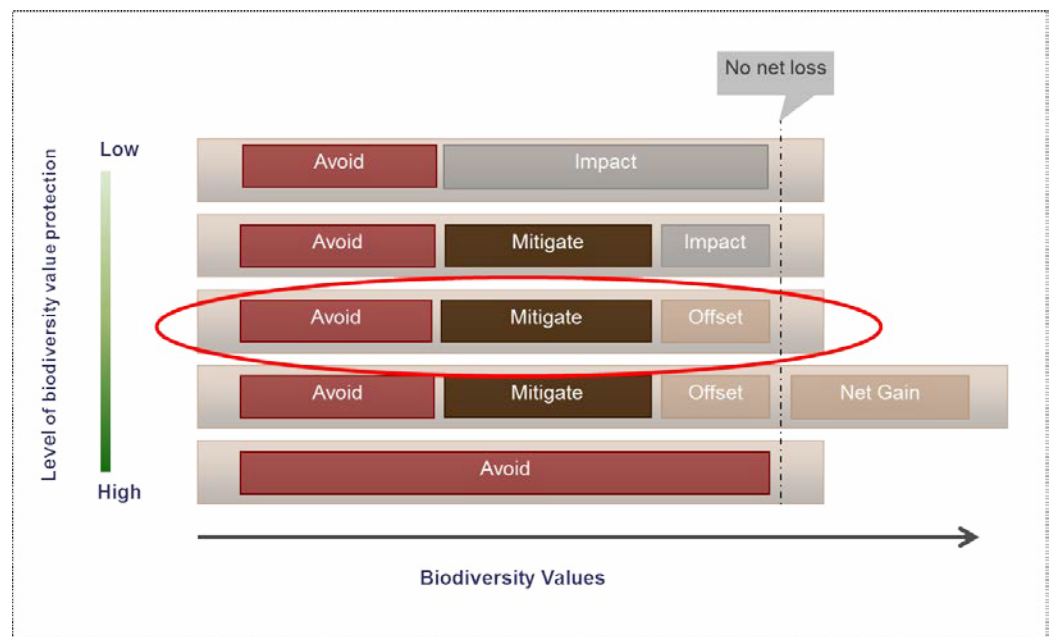 No net loss
Low
Avoid Impact
Avoid Mitigate Impact
Avoid Mitigate Offset
Avoid Mitigate Offset Net Gain
Avoid
High
Level of biodiversity value protection
Biodiversity Values